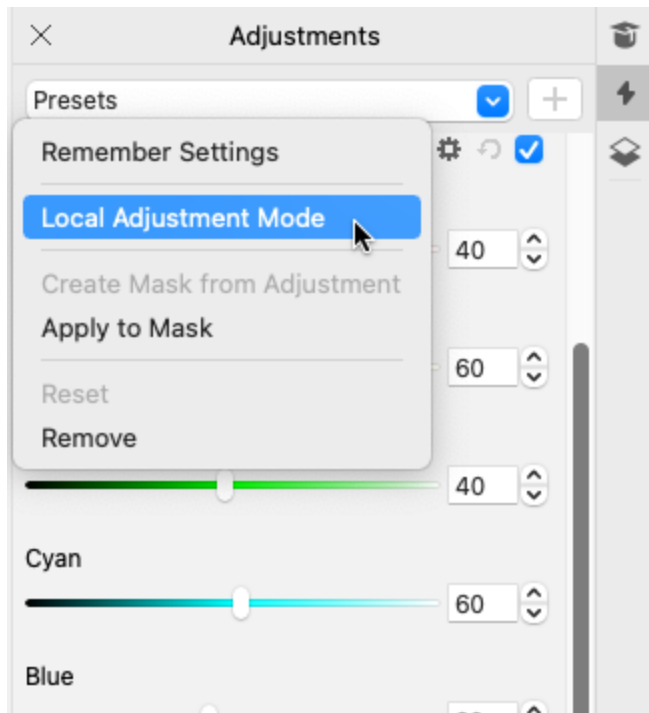 Adjustments
Presets
Remember Settings
Local Adjustment Mode
40
Create Mask from Adjustment
Apply to Mask
60
Reset
Remove
40
Cyan
60
Blue